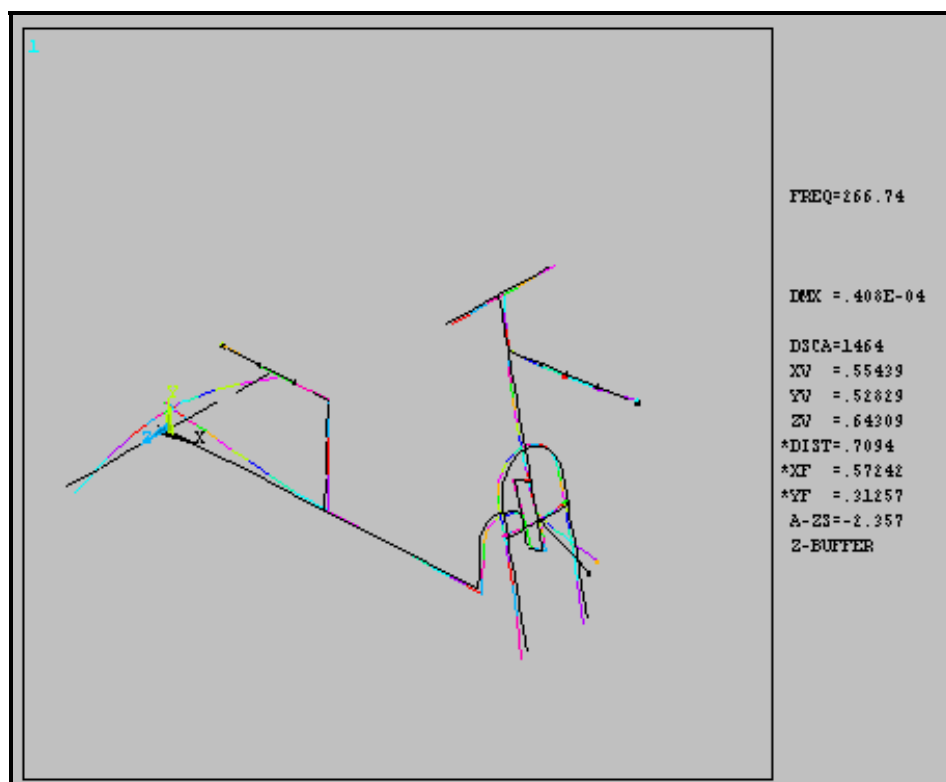 1
FREQ=266.74
DMX =.408E-04
DSCA=1464
XV =.55439
YV =.52829
ZV =.64309
*DIST=.7094
*XF =.57242
*YF =.31257
A-ZS=-2.357
Z-BUFFER
Y
Z X